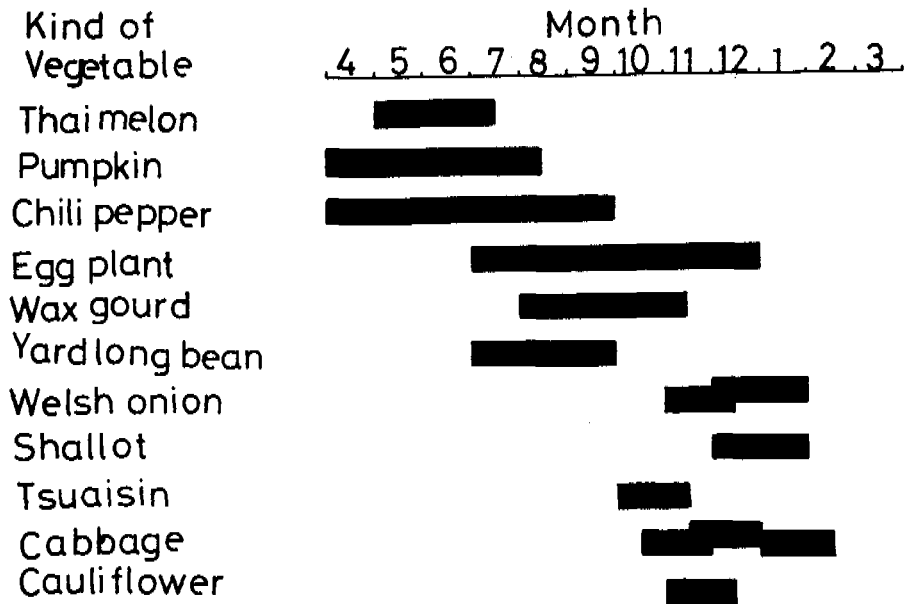 Kind of
Vegetable
Month
4 5 6 7 8 9 10 11 12 1 2 3
Thai melon
Pumpkin
Chili pepper
Egg plant
Wax gourd
Yard long bean
Welsh onion
Shallot
Tsuaisin
Cabbage
Cauliflower